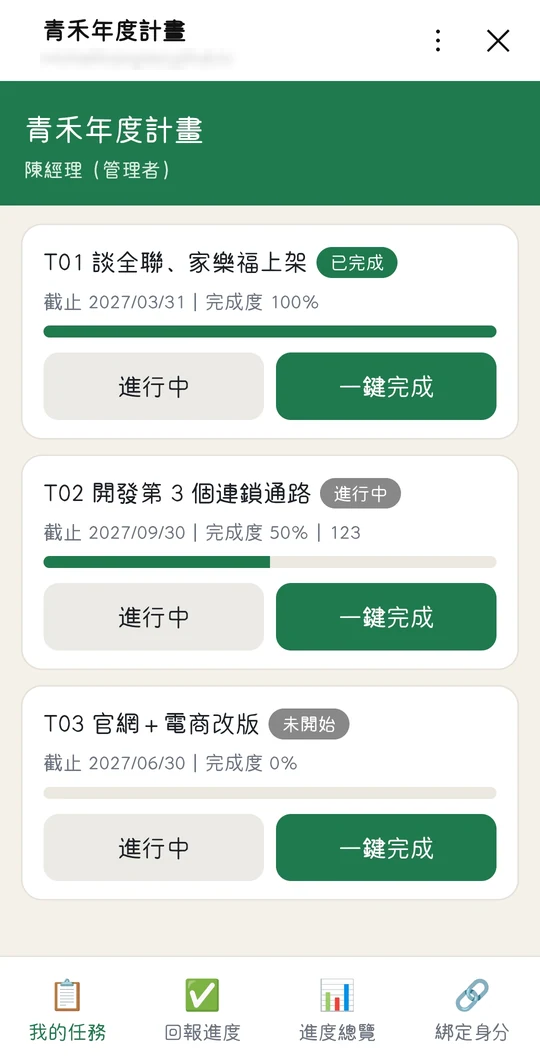 青禾年度計畫
青禾年度計畫
陳經理（管理者）
T01 談全聯、家樂福上架 已完成
截止 2027/03/31｜完成度 100%
進行中 一鍵完成
T02 開發第 3 個連鎖通路 進行中
截止 2027/09/30｜完成度 50%｜123
進行中 一鍵完成
T03 官網＋電商改版 未開始
截止 2027/06/30｜完成度 0%
進行中 一鍵完成
我的任務 回報進度 進度總覽 綁定身分